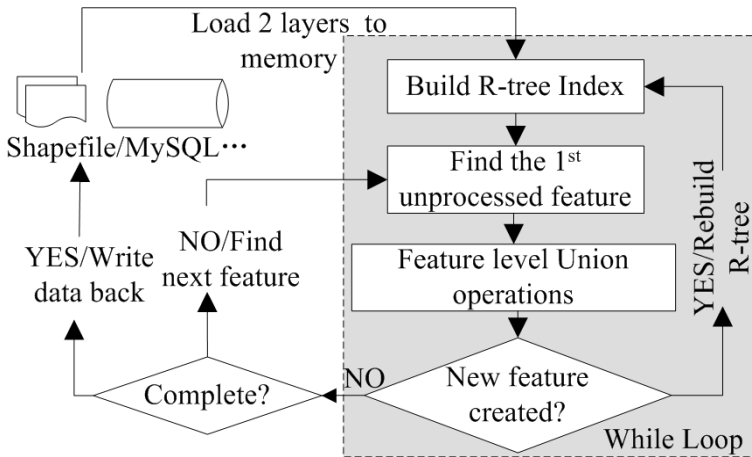 Load 2 layers to
memory
Build R-tree Index
Shapefile/MySQL⋯
Find the 1st
unprocessed feature
YES/Rebuild
R-tree
NO/Find
next feature
YES/Write
data back
Feature level Union
operations
New feature
created?
NO
Complete?
While Loop